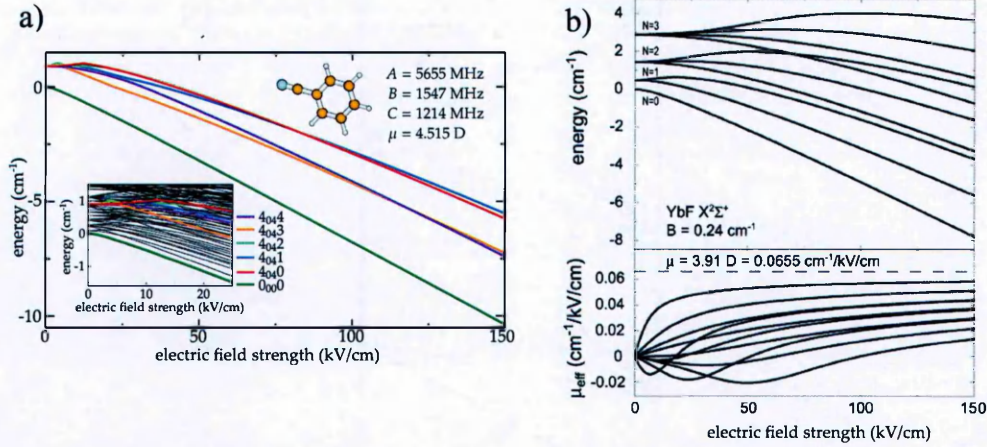 a)
A = 5655 MHz
B = 1547 MHz
C = 1214 MHz
μ = 4.515 D
energy (cm⁻¹)
0
-5
-10
0
50
100
150
electric field strength (kV/cm)
energy (cm⁻¹)
1
0
-1
0
10
20
electric field strength (kV/cm)
4₀₄4
4₀₄3
4₀₄2
4₀₄1
4₀₄0
0₀₀0
b)
energy (cm⁻¹)
4
2
0
-2
-4
-6
-8
N=3
N=2
N=1
N=0
YbF X²Σ⁺
B = 0.24 cm⁻¹
μ = 3.91 D = 0.0655 cm⁻¹/kV/cm
μeff (cm⁻¹/kV/cm)
0.06
0.04
0.02
0
-0.02
0
50
100
150
electric field strength (kV/cm)